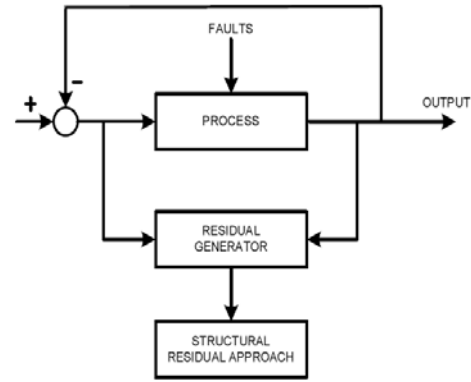 FAULTS
OUTPUT
−
+
PROCESS
RESIDUAL
GENERATOR
STRUCTURAL
RESIDUAL APPROACH